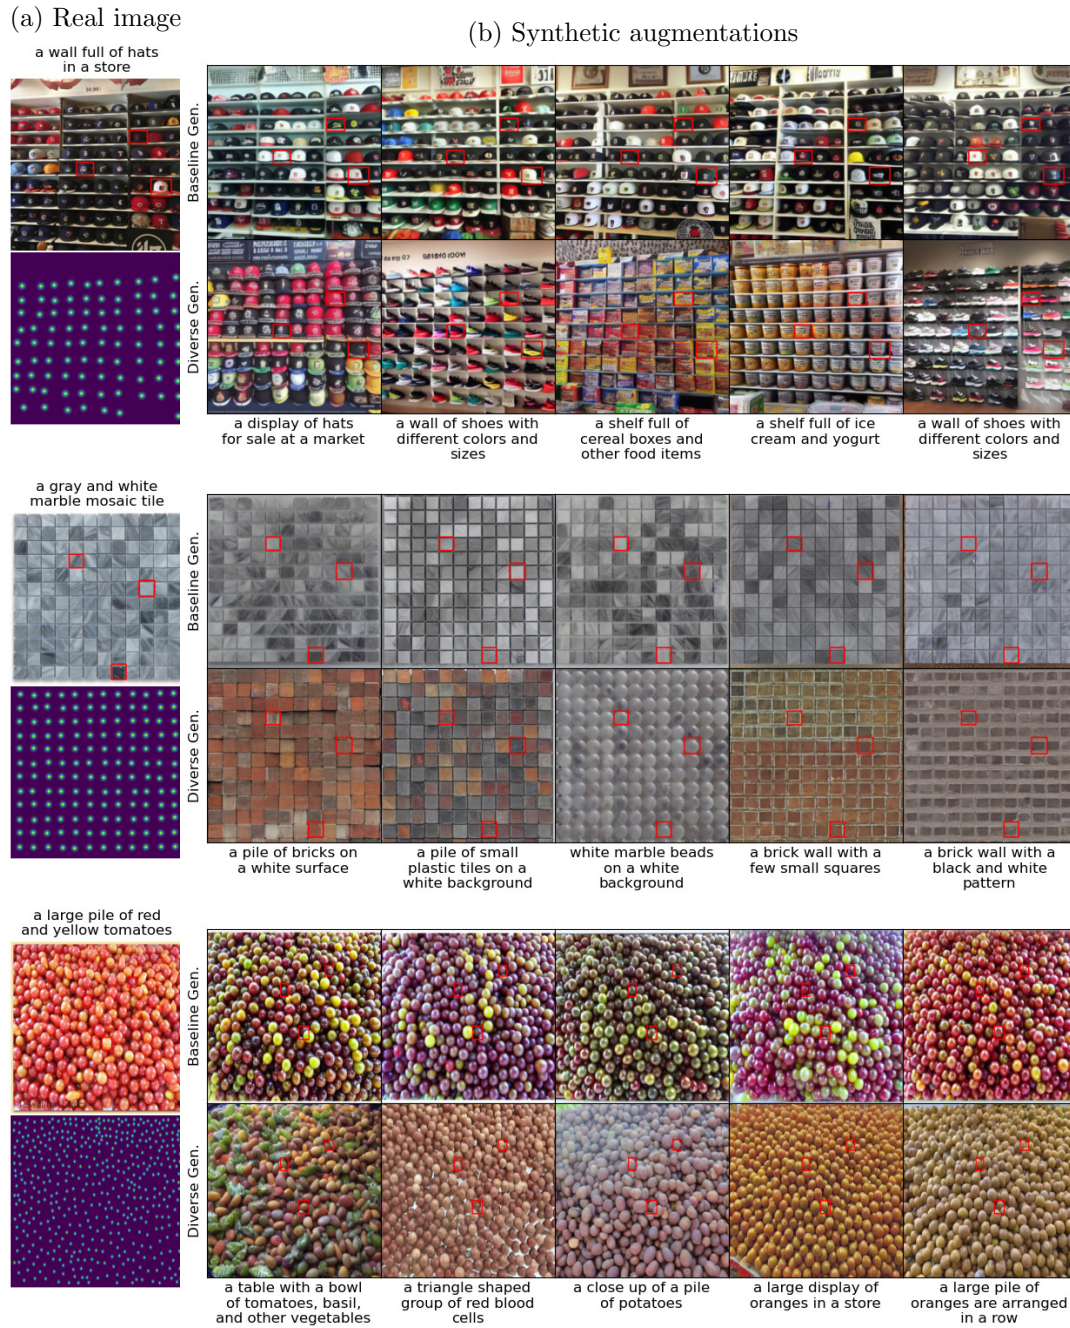 (a) Real image
(b) Synthetic augmentations
a wall full of hats
in a store
Baseline Gen.
Diverse Gen.
a display of hats
for sale at a market
a wall of shoes with
different colors and
sizes
a shelf full of
cereal boxes and
other food items
a shelf full of ice
cream and yogurt
a wall of shoes with
different colors and
sizes
a gray and white
marble mosaic tile
Baseline Gen.
Diverse Gen.
a pile of bricks on
a white surface
a pile of small
plastic tiles on a
white background
white marble beads
on a white
background
a brick wall with a
few small squares
a brick wall with a
black and white
pattern
a large pile of red
and yellow tomatoes
Baseline Gen.
Diverse Gen.
a table with a bowl
of tomatoes, basil,
and other vegetables
a triangle shaped
group of red blood
cells
a close up of a pile
of potatoes
a large display of
oranges in a store
a large pile of
oranges are arranged
in a row